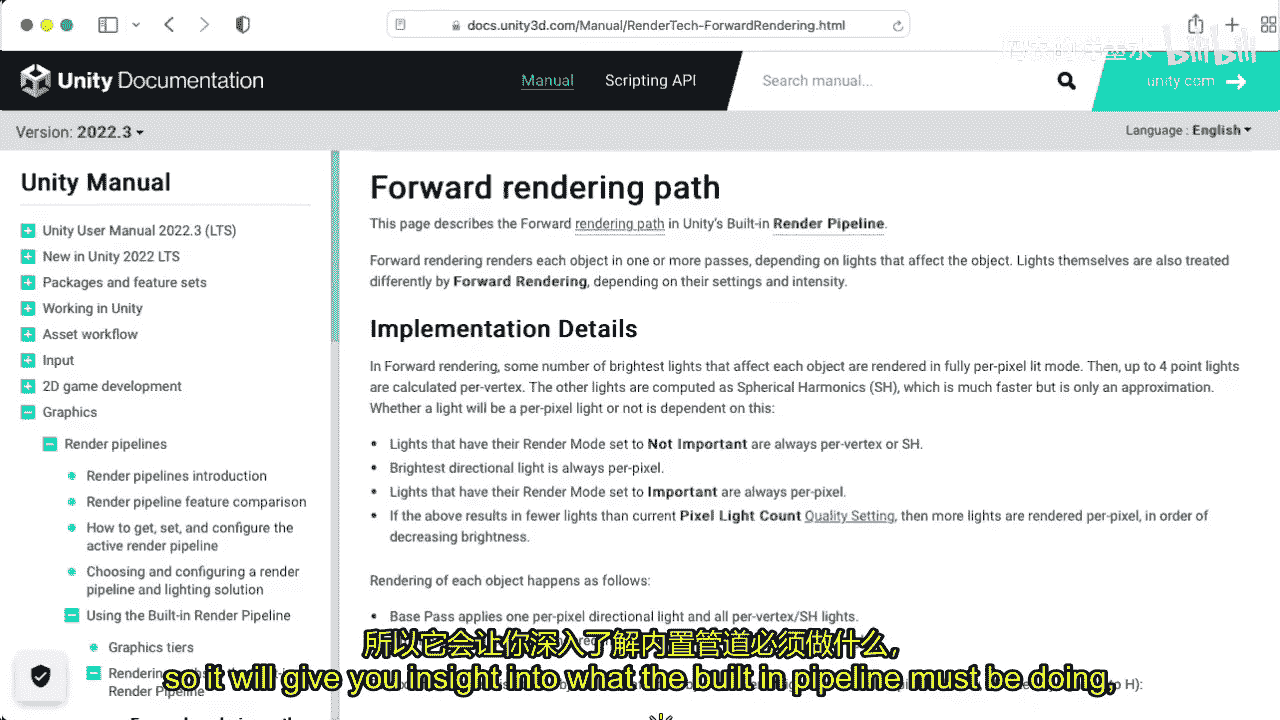 docs.unity3d.com/Manual/RenderTech-ForwardRendering.html
bilibili
Unity Documentation
Manual
Scripting API
Search manual...
unity.com
Version: 2022.3
Language : English
Unity Manual
Unity User Manual 2022.3 (LTS)
New in Unity 2022 LTS
Packages and feature sets
Working in Unity
Asset workflow
Input
2D game development
Graphics
Render pipelines
Render pipelines introduction
Render pipeline feature comparison
How to get, set, and configure the
active render pipeline
Choosing and configuring a render
pipeline and lighting solution
Using the Built-in Render Pipeline
Graphics tiers
Render Pipeline
Forward rendering path
This page describes the Forward rendering path in Unity's Built-in Render Pipeline.
Forward rendering renders each object in one or more passes, depending on lights that affect the object. Lights themselves are also treated
differently by Forward Rendering, depending on their settings and intensity.
Implementation Details
In Forward rendering, some number of brightest lights that affect each object are rendered in fully per-pixel lit mode. Then, up to 4 point lights
are calculated per-vertex. The other lights are computed as Spherical Harmonics (SH), which is much faster but is only an approximation.
Whether a light will be a per-pixel light or not is dependent on this:
Lights that have their Render Mode set to Not Important are always per-vertex or SH.
Brightest directional light is always per-pixel.
Lights that have their Render Mode set to Important are always per-pixel.
If the above results in fewer lights than current Pixel Light Count Quality Setting, then more lights are rendered per-pixel, in order of
decreasing brightness.
Rendering of each object happens as follows:
Base Pass applies one per-pixel directional light and all per-vertex/SH lights.
所以它会让你深入了解内置管道必须做什么,
so it will give you insight into what the built in pipeline must be doing,
to H):